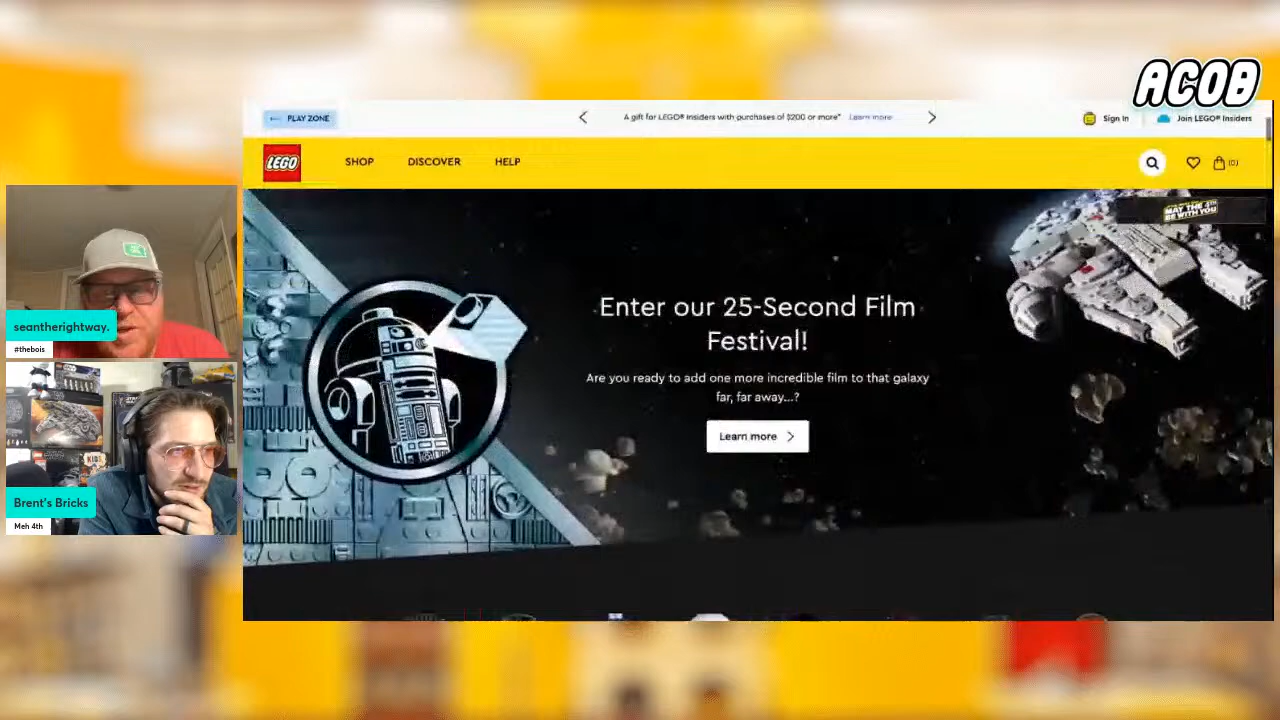 ACOB
PLAY ZONE
A gift for LEGO® Insiders with purchases of $200 or more* Learn more
Sign In
Join LEGO® Insiders
LEGO
SHOP
DISCOVER
HELP
(0)
MAY THE 4TH
BE WITH YOU
Enter our 25-Second Film
Festival!
Are you ready to add one more incredible film to that galaxy
far, far away...?
Learn more
seantherightway.
#thebois
Brent's Bricks
Meh 4th